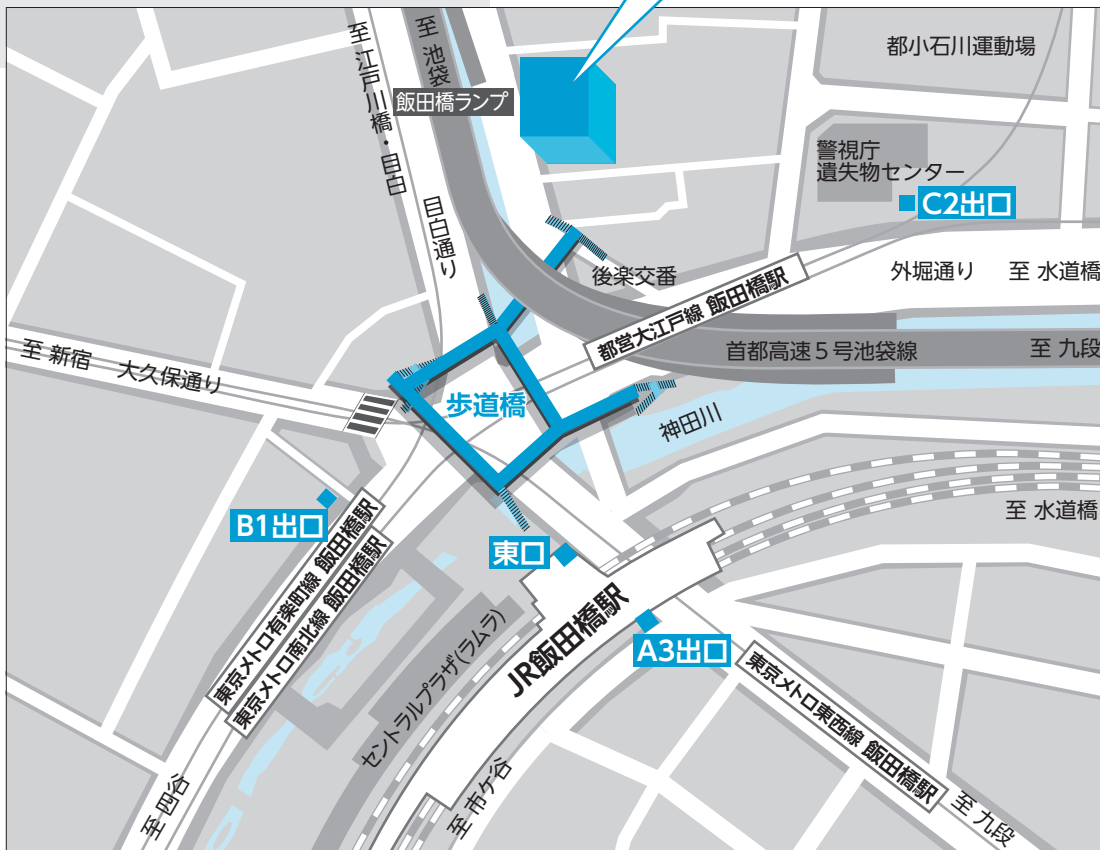 都小石川運動場
至 江戸川橋・目白
至 池袋
飯田橋ランプ
警視庁
遺失物センター
C2出口
目白通り
後楽交番
外堀通り
至 水道橋
都営大江戸線 飯田橋駅
首都高速5号池袋線
至 九段
至 新宿
大久保通り
歩道橋
神田川
至 水道橋
B1出口
東口
東京メトロ有楽町線 飯田橋駅
東京メトロ南北線 飯田橋駅
JR飯田橋駅
A3出口
セントラルプラザ(ラムラ)
東京メトロ東西線 飯田橋駅
至 四谷
至 市ケ谷
至 九段